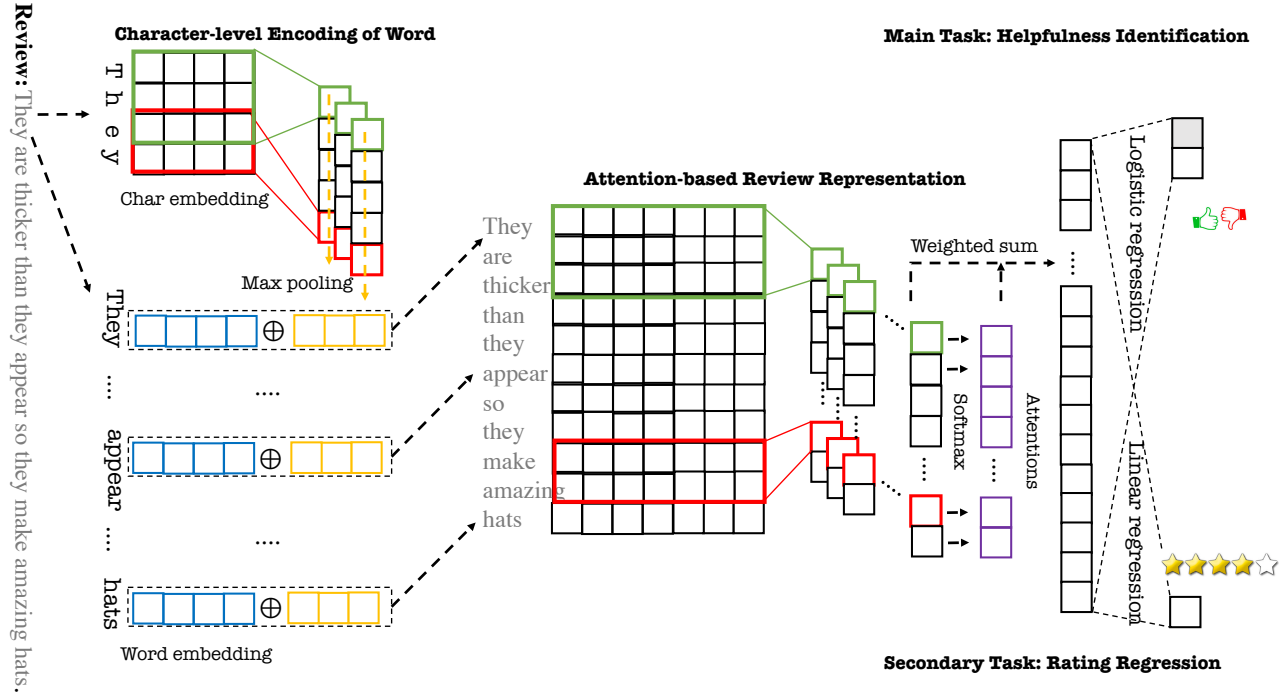 Review: They are thicker than they appear so they make amazing hats.
Character-level Encoding of Word
They
Char embedding
Max pooling
They
....
....
appear
....
....
hats
Word embedding
Attention-based Review Representation
They
are
thicker
than
they
appear
so
they
make
amazing
hats
Weighted sum
Softmax
Attentions
Main Task: Helpfulness Identification
Logistic regression
Linear regression
Secondary Task: Rating Regression